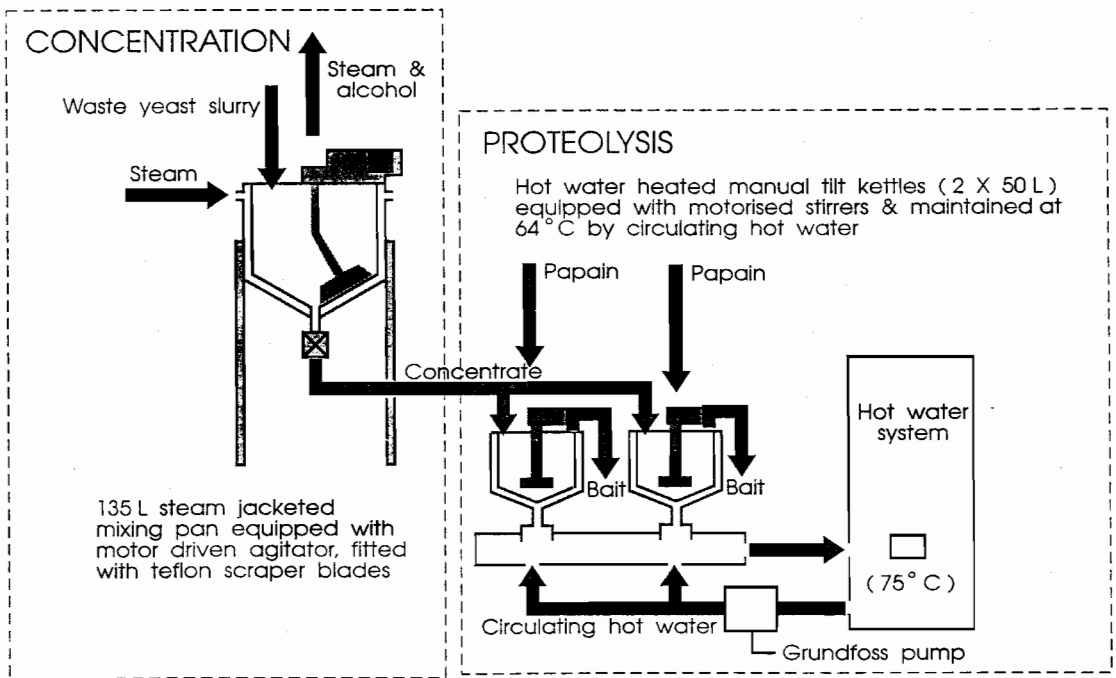 CONCENTRATION
Steam &
alcohol
Waste yeast slurry
Steam
135 L steam jacketed
mixing pan equipped with
motor driven agitator, fitted
with teflon scraper blades
PROTEOLYSIS
Hot water heated manual tilt kettles ( 2 X 50 L )
equipped with motorised stirrers & maintained at
64° C by circulating hot water
Papain
Papain
Concentrate
Bait
Bait
Hot water
system
( 75° C )
Circulating hot water
Grundfoss pump